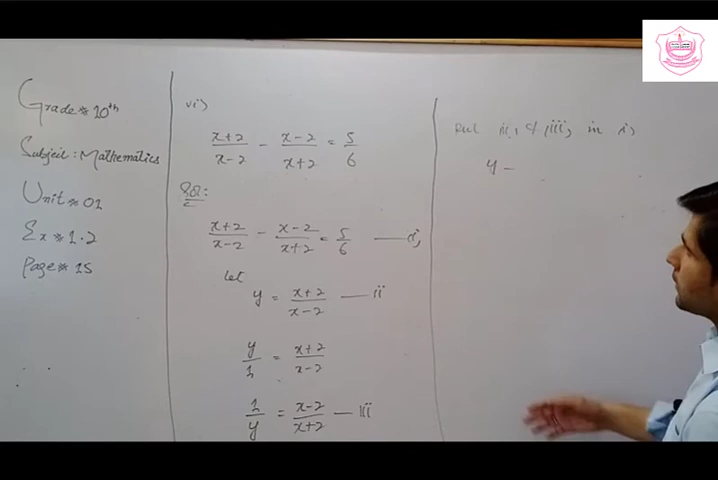 Grade # 10th
Subject: Mathematics
Unit # 01
Ex # 1.2
Page # 15
vi)
x+2/x-2 - x-2/x+2 = 5/6
Sol:
x+2/x-2 - x-2/x+2 = 5/6 — i,
let
y = x+2/x-2 — ii
y/1 = x+2/x-2
1/y = x-2/x+2 — iii
Put ii, & iii, in i,
y -